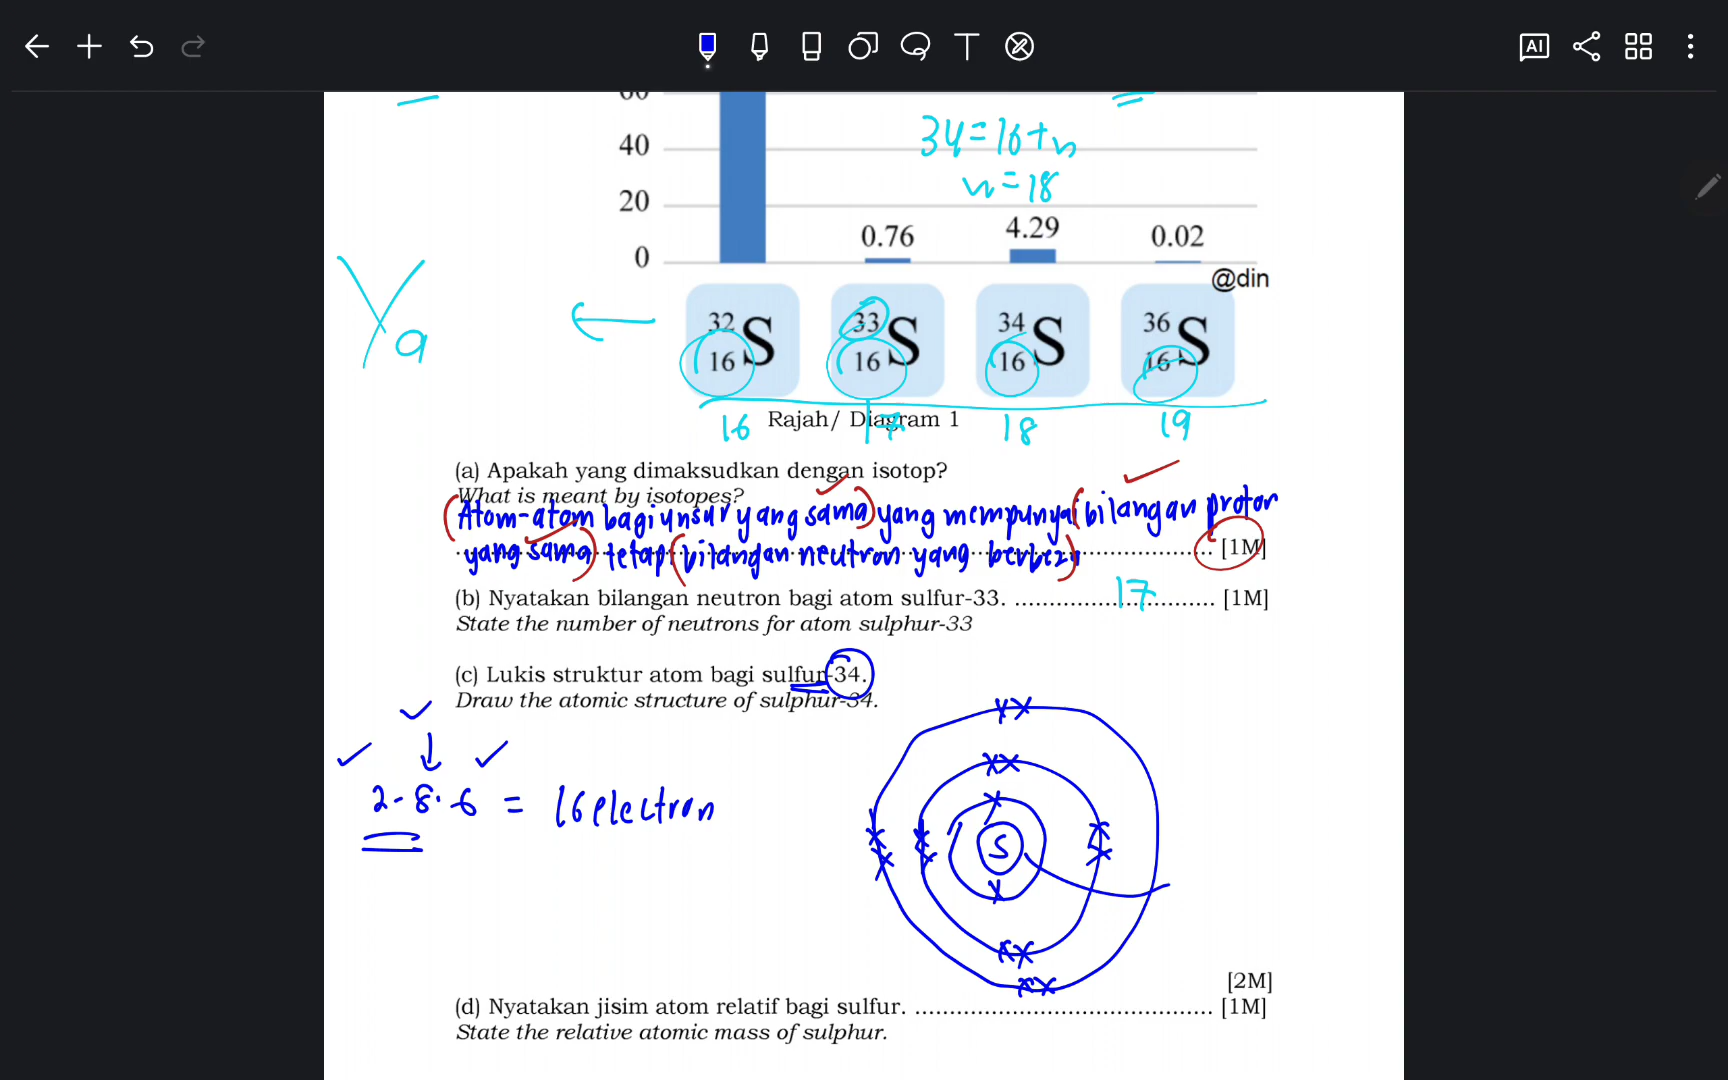 AI
60
34=16+n
40
n=18
20
0.76 4.29 0.02
0
@din
32 16 S 33 16 S 34 16 S 36 16 S
Ya
16 17 18 19
Rajah/ Diagram 1
(a) Apakah yang dimaksudkan dengan isotop?
What is meant by isotopes?
(Atom-atom bagi unsur yang sama) yang mempunyai (bilangan proton
yang sama) tetapi (bilangan neutron yang berbeza) [1M]
(b) Nyatakan bilangan neutron bagi atom sulfur-33. .............17............. [1M]
State the number of neutrons for atom sulphur-33
(c) Lukis struktur atom bagi sulfur-34.
Draw the atomic structure of sulphur-34.
2.8.6 = 16 electron
S
[2M]
(d) Nyatakan jisim atom relatif bagi sulfur. .......................................... [1M]
State the relative atomic mass of sulphur.